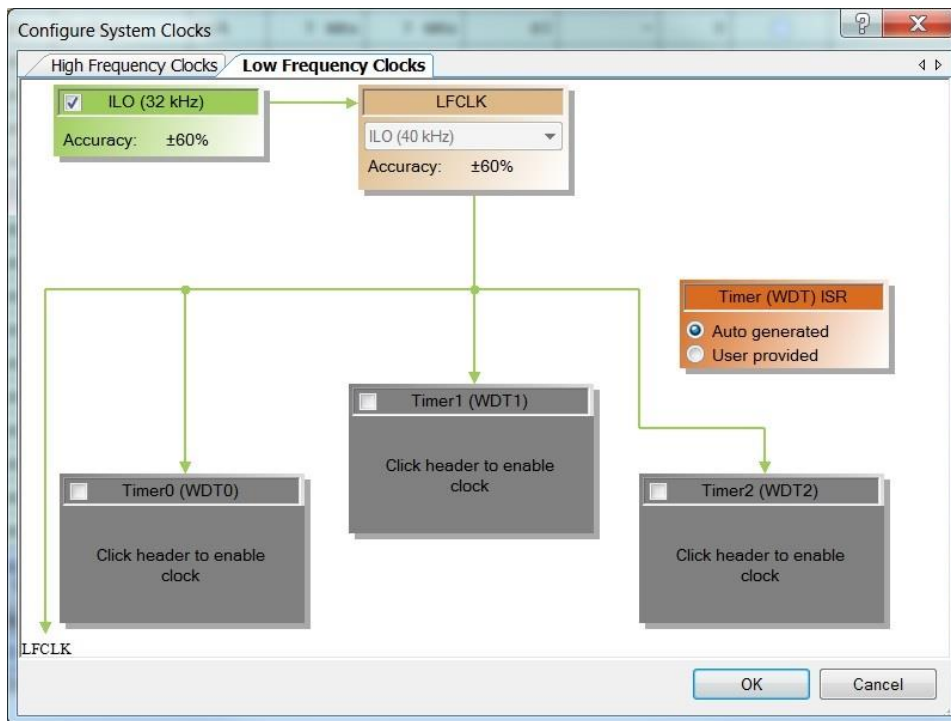 Configure System Clocks
High Frequency Clocks
Low Frequency Clocks
ILO (32 kHz)
Accuracy: ±60%
LFCLK
ILO (40 kHz)
Accuracy: ±60%
Timer (WDT) ISR
Auto generated
User provided
Timer1 (WDT1)
Click header to enable
clock
Timer0 (WDT0)
Click header to enable
clock
Timer2 (WDT2)
Click header to enable
clock
LFCLK
OK
Cancel